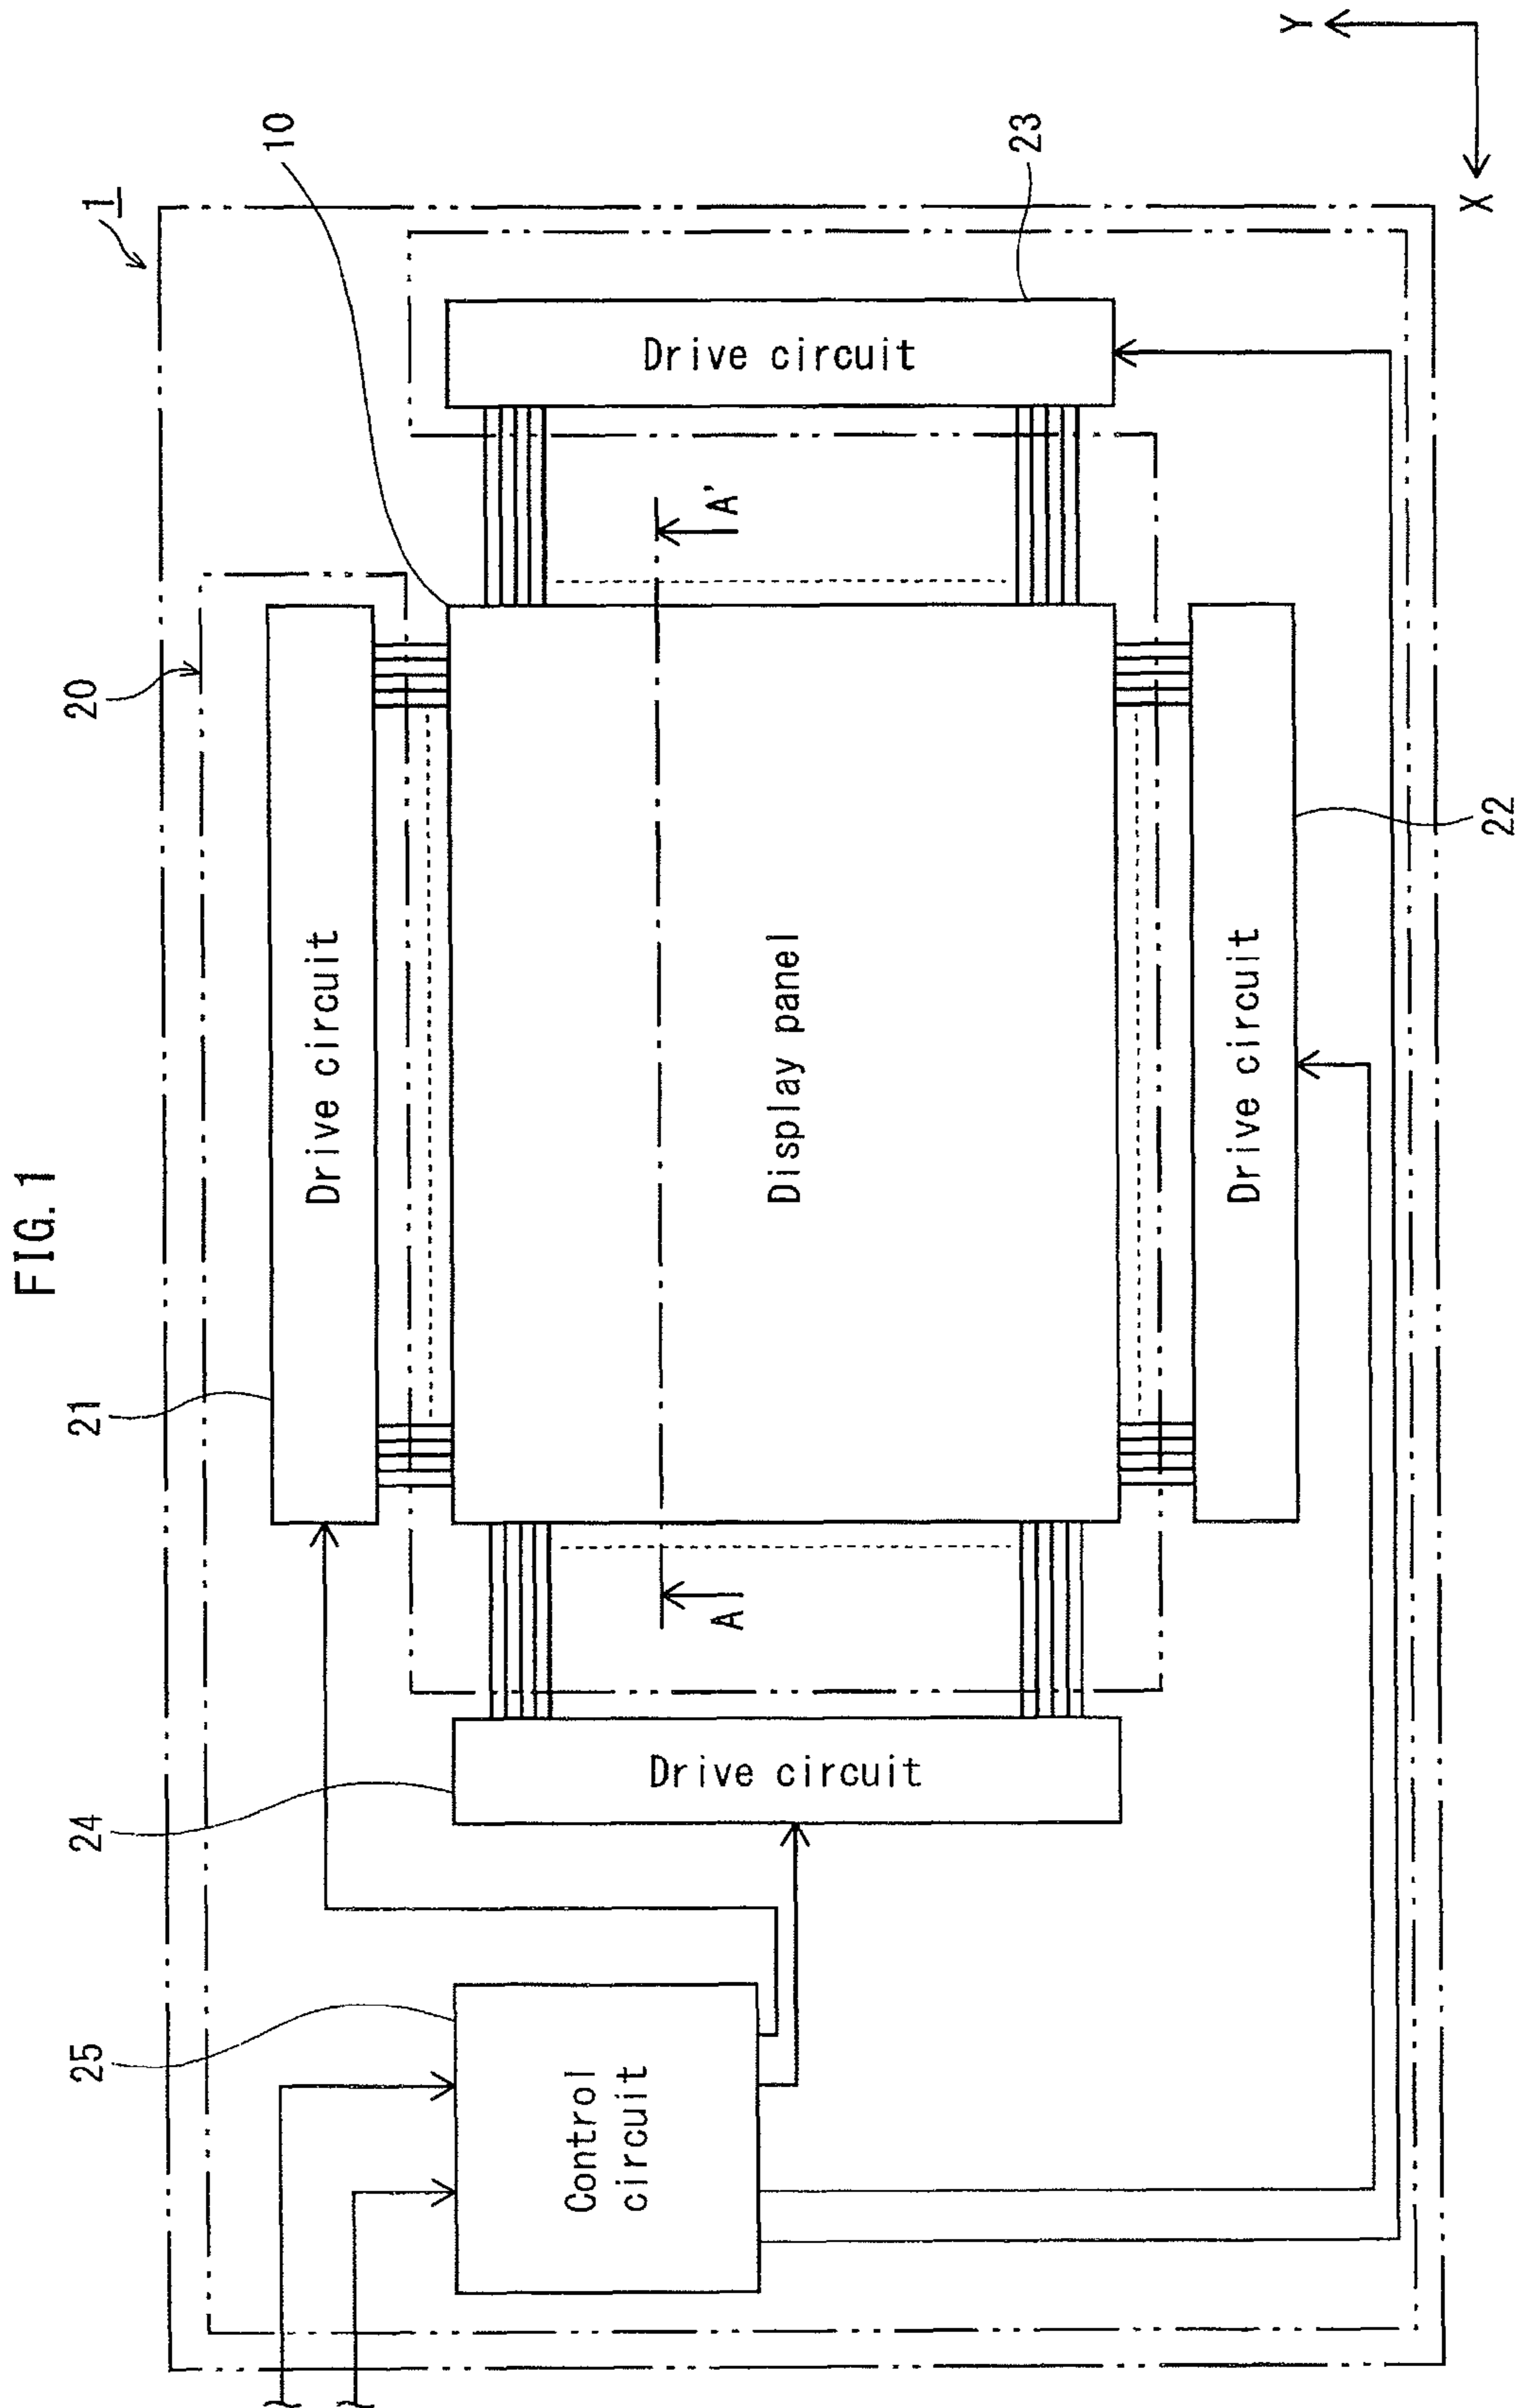 FIG. 1
1
10
20
21
22
23
24
25
Drive circuit
Drive circuit
Drive circuit
Drive circuit
Display panel
Control
circuit
A
A'
X
Y